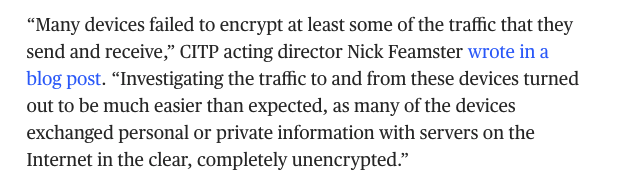 “Many devices failed to encrypt at least some of the traffic that they
send and receive,” CITP acting director Nick Feamster wrote in a
blog post. “Investigating the traffic to and from these devices turned
out to be much easier than expected, as many of the devices
exchanged personal or private information with servers on the
Internet in the clear, completely unencrypted.”